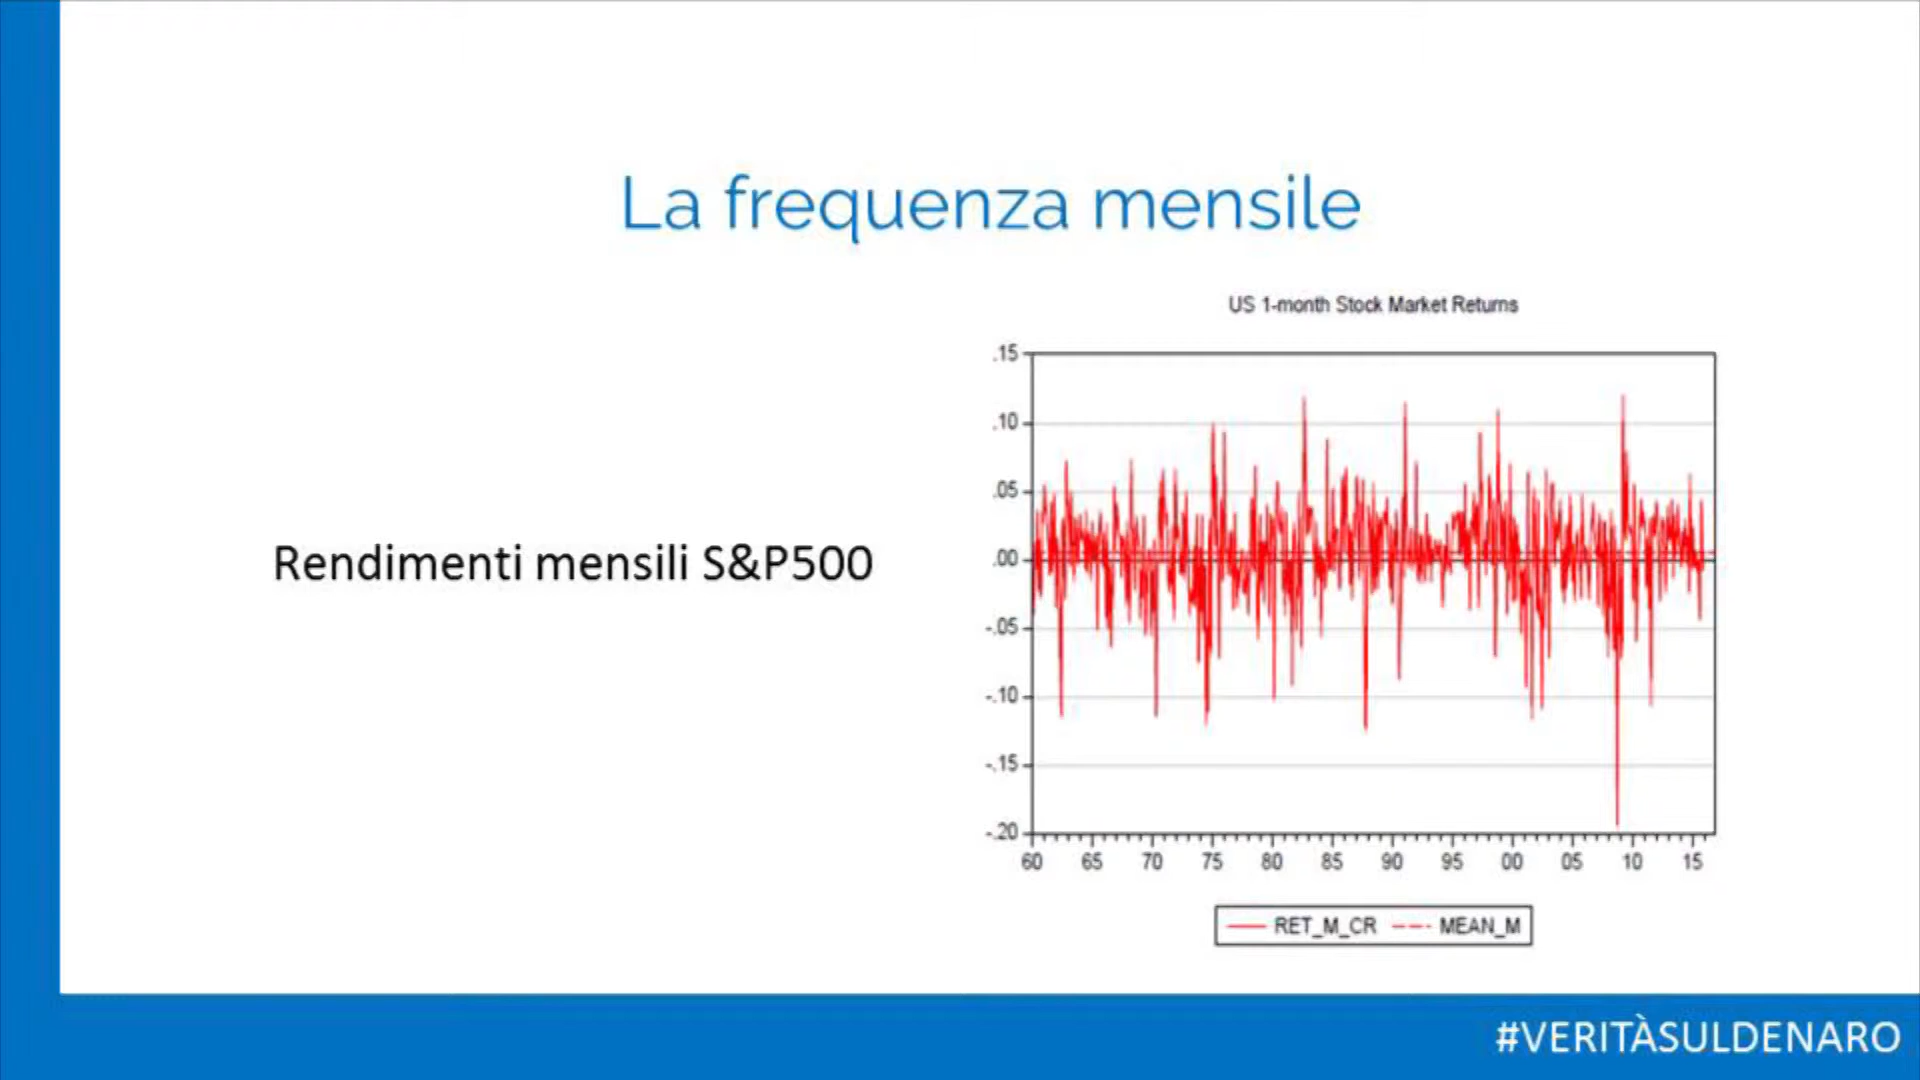 La frequenza mensile
Rendimenti mensili S&P500
US 1-month Stock Market Returns
.15
.10
.05
.00
-.05
-.10
-.15
-.20
60 65 70 75 80 85 90 95 00 05 10 15
RET_M_CR MEAN_M
#VERITÀSULDENARO